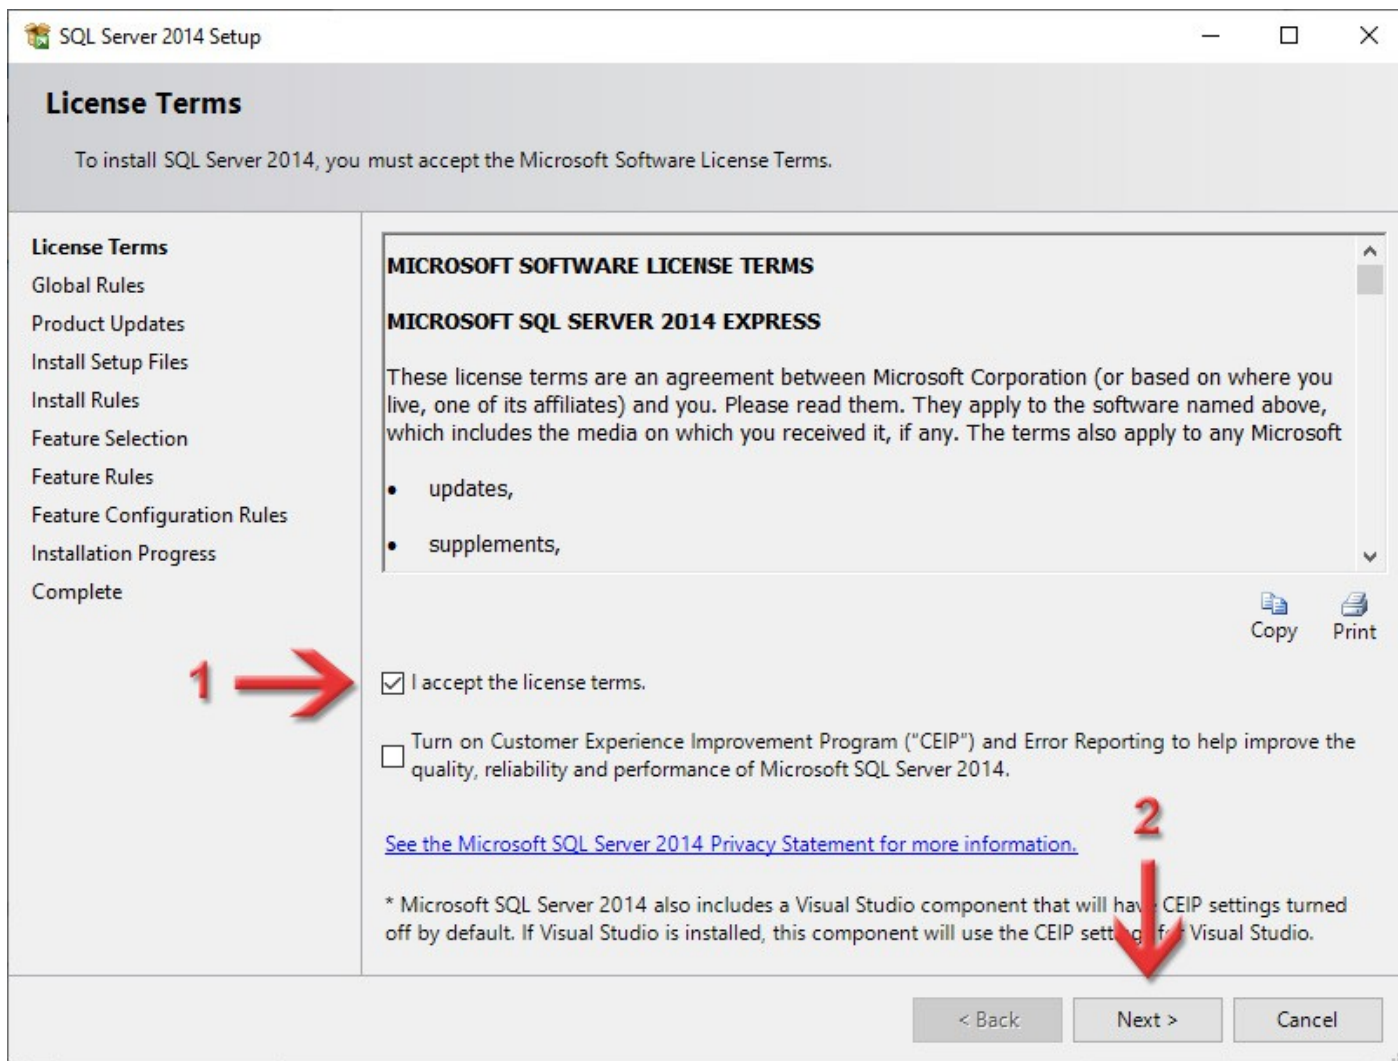 SQL Server 2014 Setup
License Terms
To install SQL Server 2014, you must accept the Microsoft Software License Terms.
License Terms
Global Rules
Product Updates
Install Setup Files
Install Rules
Feature Selection
Feature Rules
Feature Configuration Rules
Installation Progress
Complete
MICROSOFT SOFTWARE LICENSE TERMS
MICROSOFT SQL SERVER 2014 EXPRESS
These license terms are an agreement between Microsoft Corporation (or based on where you
live, one of its affiliates) and you. Please read them. They apply to the software named above,
which includes the media on which you received it, if any. The terms also apply to any Microsoft
• updates,
• supplements,
Copy Print
1
I accept the license terms.
Turn on Customer Experience Improvement Program ("CEIP") and Error Reporting to help improve the
quality, reliability and performance of Microsoft SQL Server 2014.
2
See the Microsoft SQL Server 2014 Privacy Statement for more information.
* Microsoft SQL Server 2014 also includes a Visual Studio component that will have CEIP settings turned
off by default. If Visual Studio is installed, this component will use the CEIP settings for Visual Studio.
< Back Next > Cancel